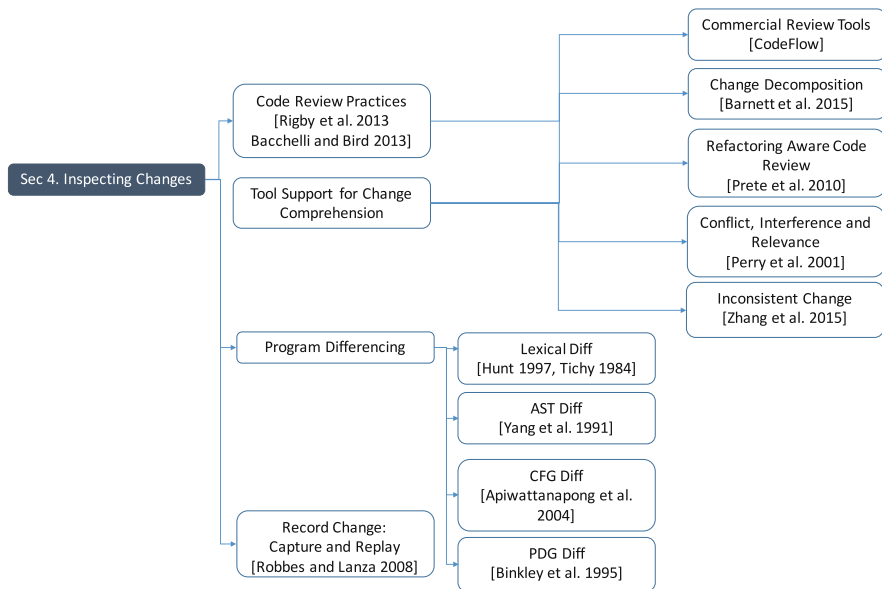 Sec 4. Inspecting Changes
Code Review Practices
[Rigby et al. 2013
Bacchelli and Bird 2013]
Tool Support for Change
Comprehension
Commercial Review Tools
[CodeFlow]
Change Decomposition
[Barnett et al. 2015]
Refactoring Aware Code
Review
[Prete et al. 2010]
Conflict, Interference and
Relevance
[Perry et al. 2001]
Inconsistent Change
[Zhang et al. 2015]
Program Differencing
Lexical Diff
[Hunt 1997, Tichy 1984]
AST Diff
[Yang et al. 1991]
CFG Diff
[Apiwattanapong et al.
2004]
PDG Diff
[Binkley et al. 1995]
Record Change:
Capture and Replay
[Robbes and Lanza 2008]